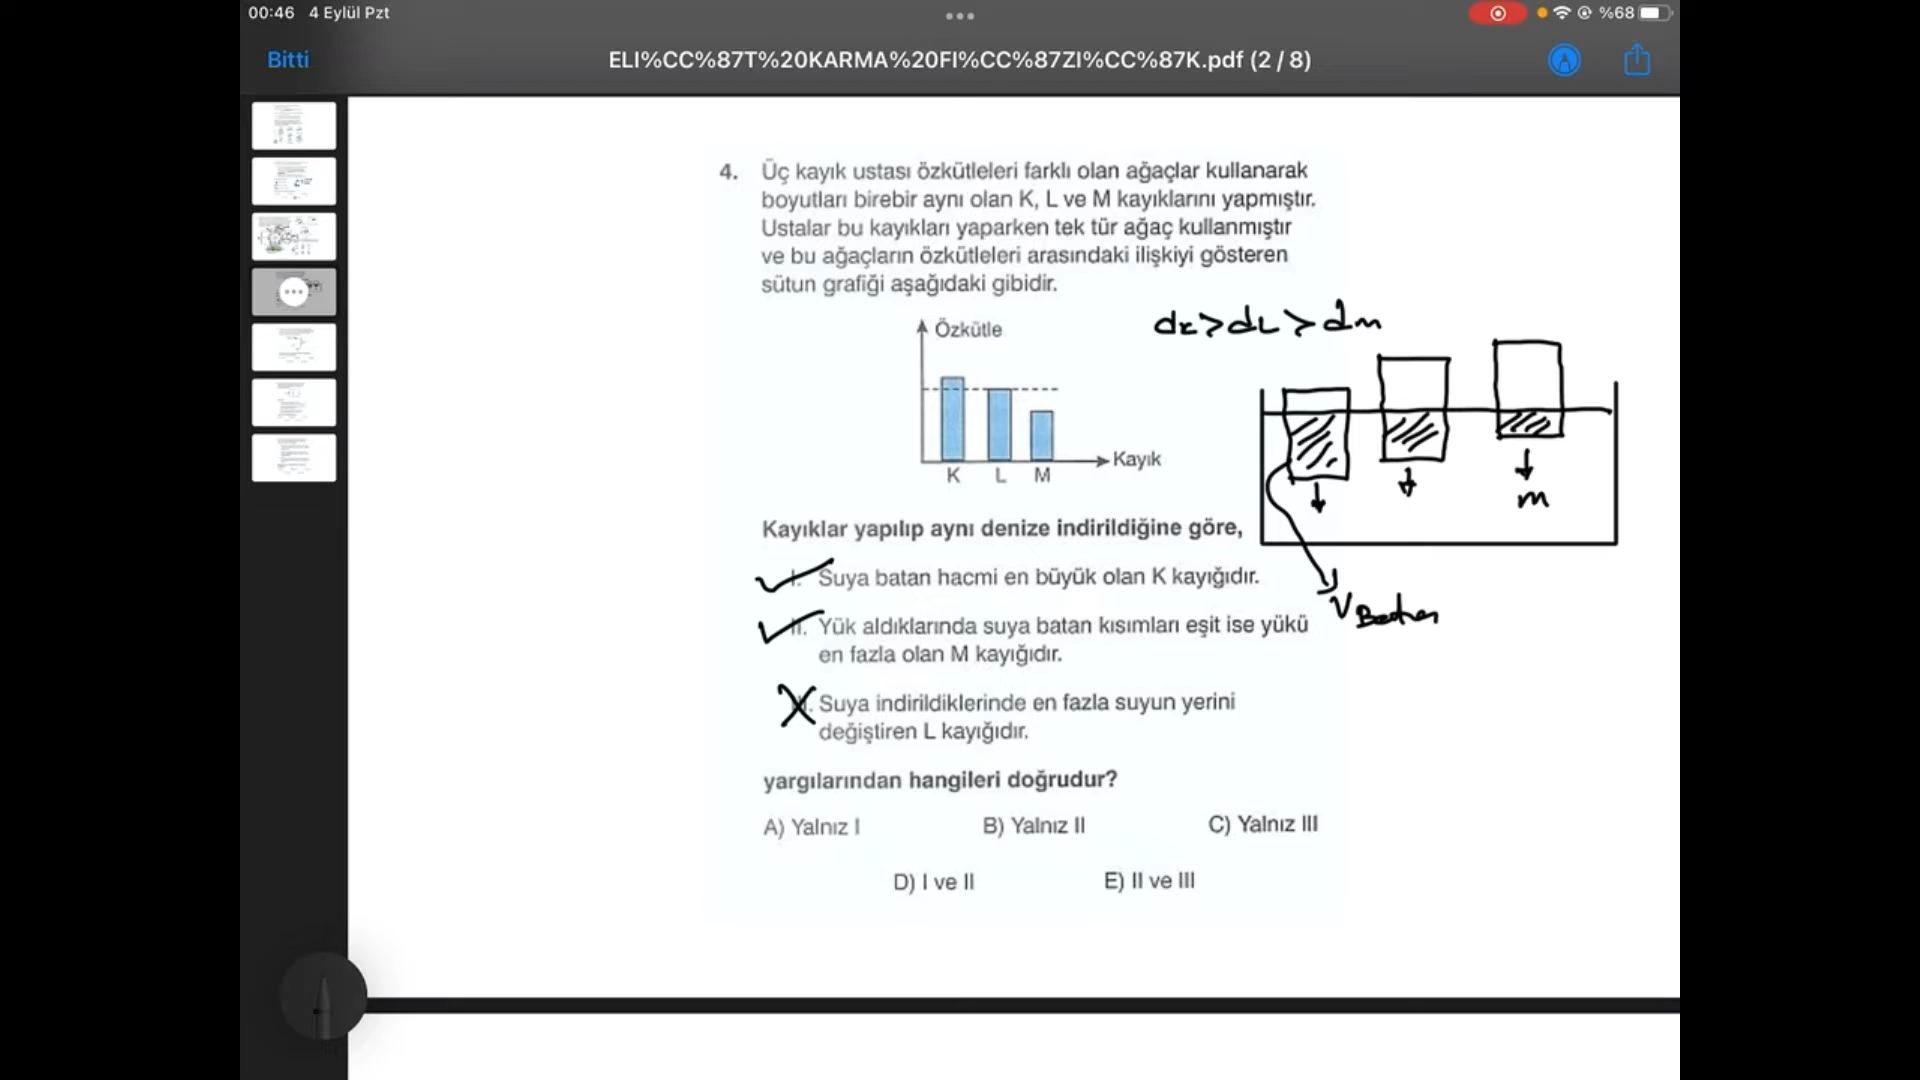 00:46 4 Eylül Pzt
%68
Bitti
ELI%CC%87T%20KARMA%20FI%CC%87ZI%CC%87K.pdf (2 / 8)
4. Üç kayık ustası özkütleleri farklı olan ağaçlar kullanarak
boyutları birebir aynı olan K, L ve M kayıklarını yapmıştır.
Ustalar bu kayıkları yaparken tek tür ağaç kullanmıştır
ve bu ağaçların özkütleleri arasındaki ilişkiyi gösteren
sütun grafiği aşağıdaki gibidir.
dK>dL>dm
Özkütle
Kayık
K L M
m
Kayıklar yapılıp aynı denize indirildiğine göre,
I. Suya batan hacmi en büyük olan K kayığıdır.
VBatan
II. Yük aldıklarında suya batan kısımları eşit ise yükü
en fazla olan M kayığıdır.
III. Suya indirildiklerinde en fazla suyun yerini
değiştiren L kayığıdır.
yargılarından hangileri doğrudur?
A) Yalnız I B) Yalnız II C) Yalnız III
D) I ve II E) II ve III